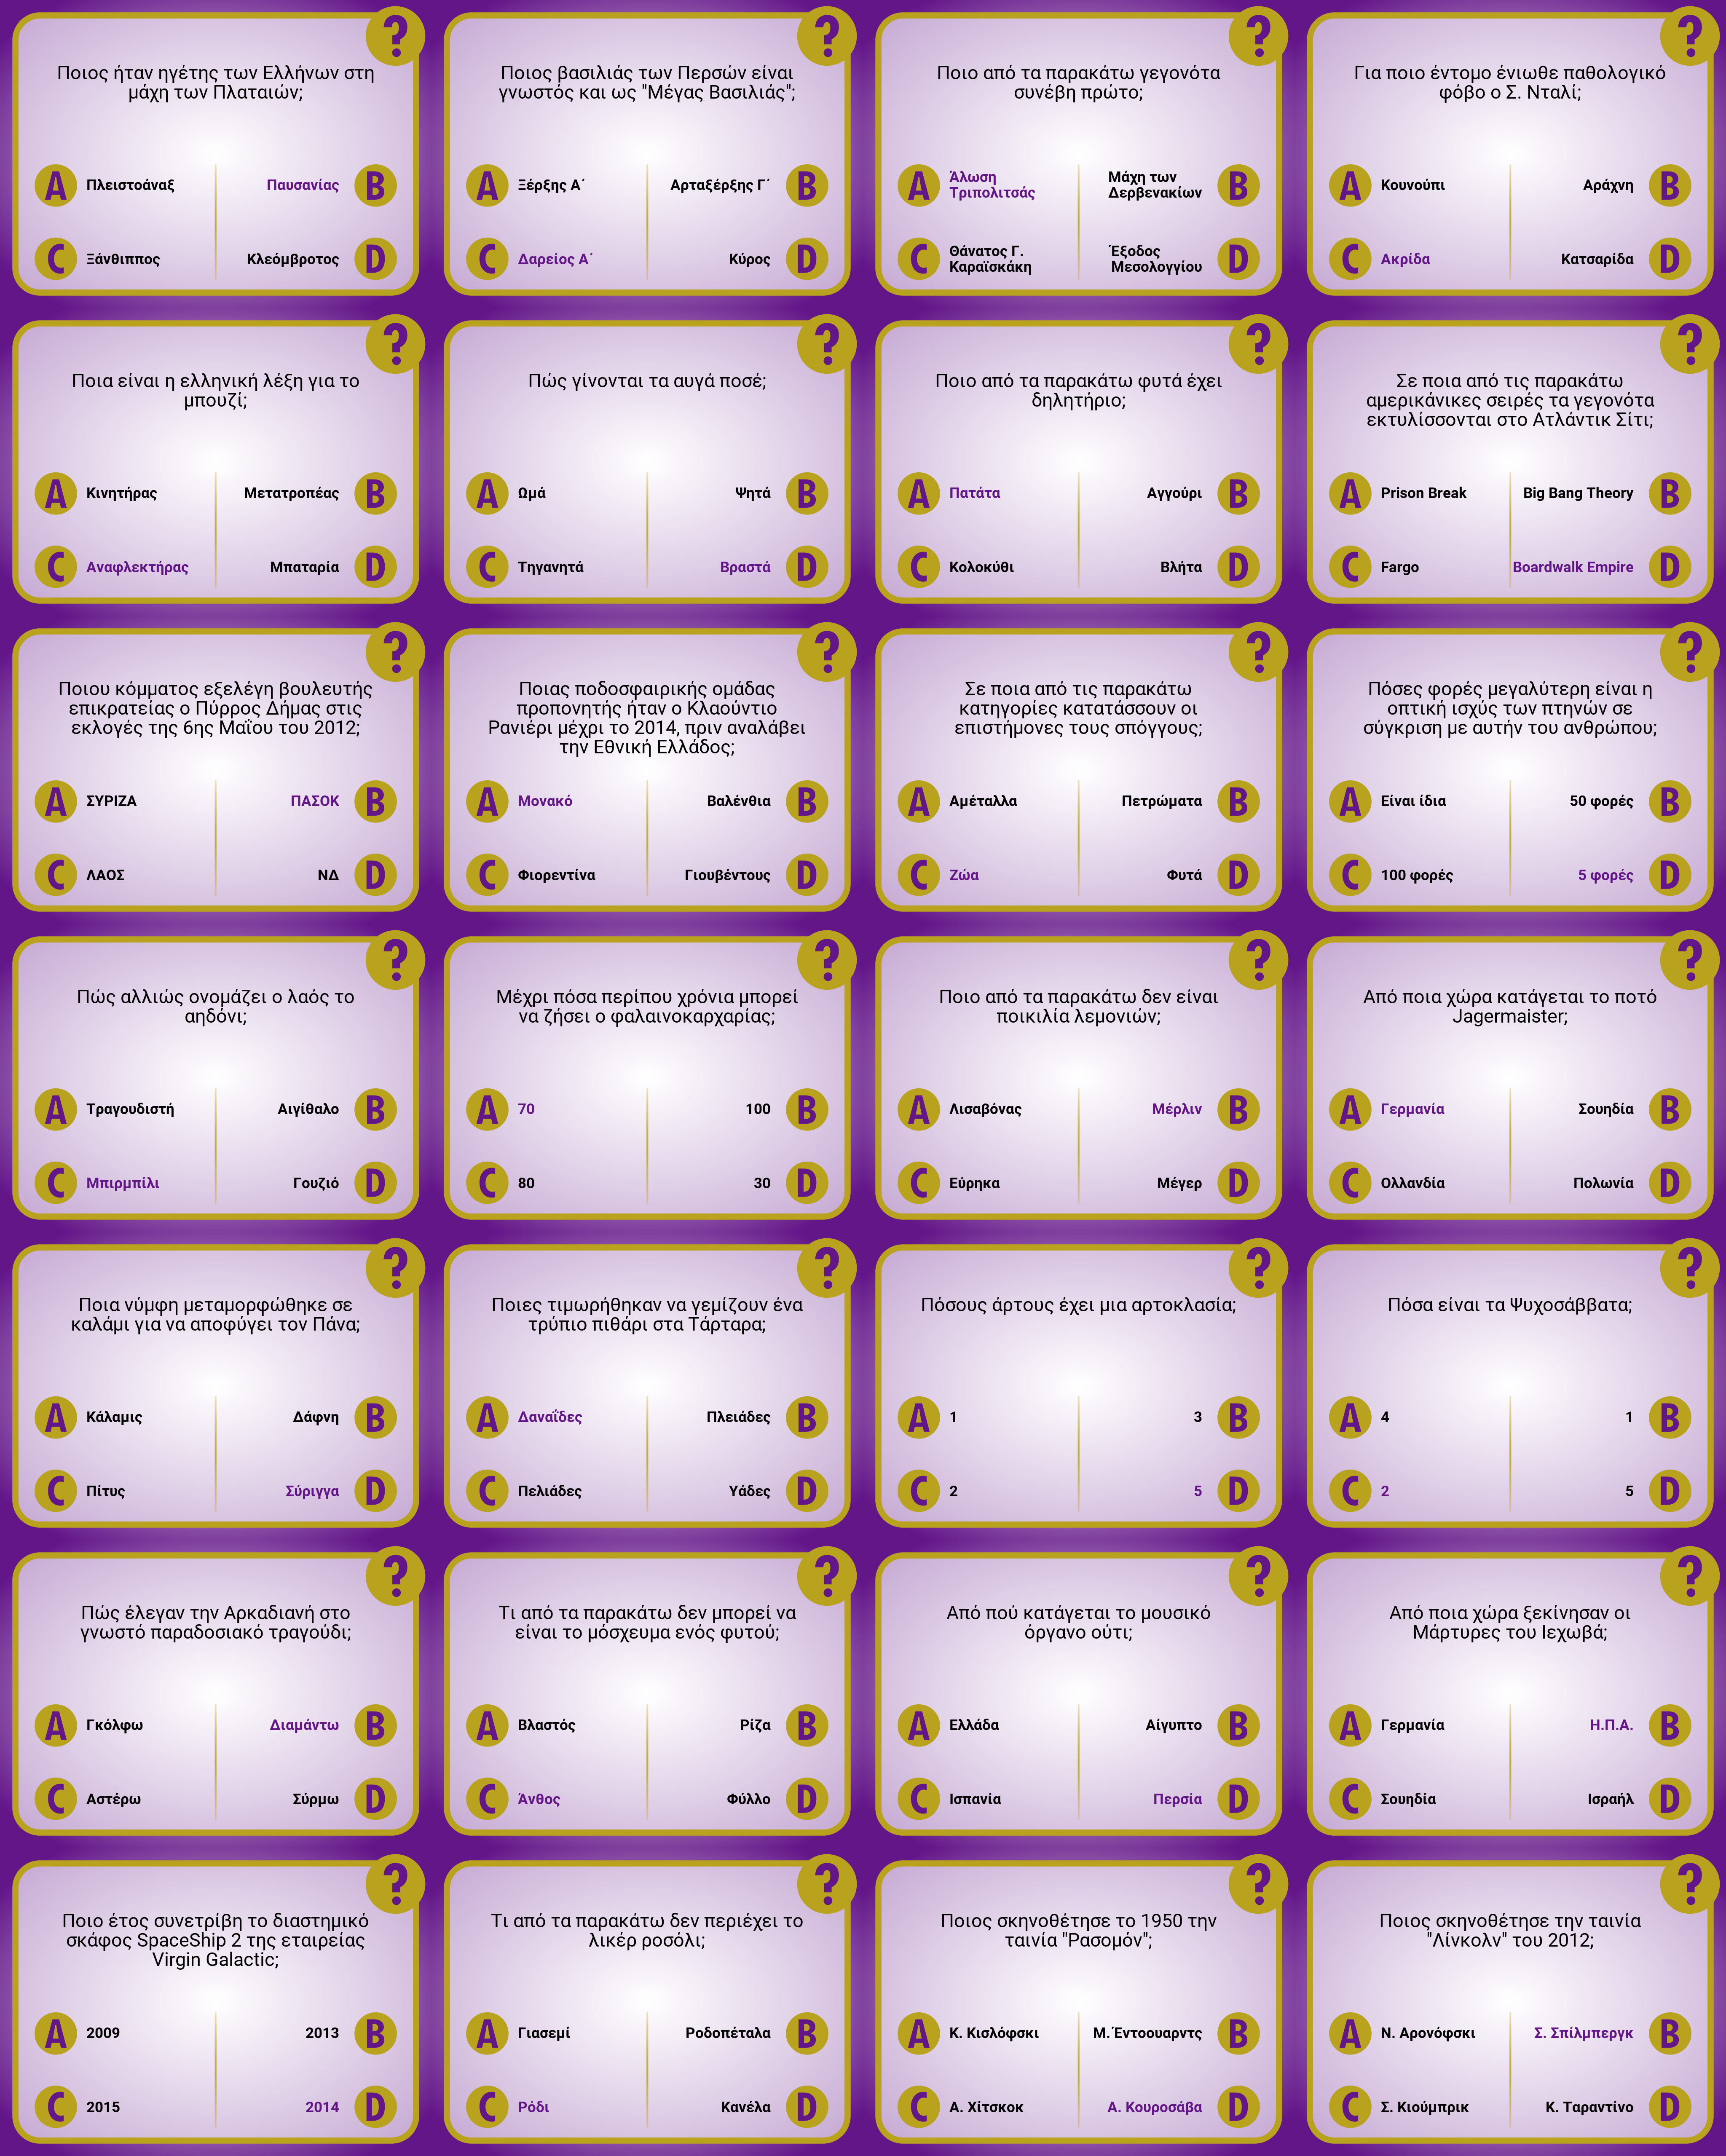 ?
Ποιος ήταν ηγέτης των Ελλήνων στη
μάχη των Πλαταιών;
A Πλειστοάναξ
Παυσανίας B
C Ξάνθιππος
Κλεόμβροτος D
?
Ποιος βασιλιάς των Περσών είναι
γνωστός και ως "Μέγας Βασιλιάς";
A Ξέρξης Α΄
Αρταξέρξης Γ΄ B
C Δαρείος Α΄
Κύρος D
?
Ποιο από τα παρακάτω γεγονότα
συνέβη πρώτο;
A Άλωση
Τριπολιτσάς
Μάχη των
Δερβενακίων B
C Θάνατος Γ.
Καραϊσκάκη
Έξοδος
Μεσολογγίου D
?
Για ποιο έντομο ένιωθε παθολογικό
φόβο ο Σ. Νταλί;
A Κουνούπι
Αράχνη B
C Ακρίδα
Κατσαρίδα D
?
Ποια είναι η ελληνική λέξη για το
μπουζί;
A Κινητήρας
Μετατροπέας B
C Αναφλεκτήρας
Μπαταρία D
?
Πώς γίνονται τα αυγά ποσέ;
A Ωμά
Ψητά B
C Τηγανητά
Βραστά D
?
Ποιο από τα παρακάτω φυτά έχει
δηλητήριο;
A Πατάτα
Αγγούρι B
C Κολοκύθι
Βλήτα D
?
Σε ποια από τις παρακάτω
αμερικάνικες σειρές τα γεγονότα
εκτυλίσσονται στο Ατλάντικ Σίτι;
A Prison Break
Big Bang Theory B
C Fargo
Boardwalk Empire D
?
Ποιου κόμματος εξελέγη βουλευτής
επικρατείας ο Πύρρος Δήμας στις
εκλογές της 6ης Μαΐου του 2012;
A ΣΥΡΙΖΑ
ΠΑΣΟΚ B
C ΛΑΟΣ
ΝΔ D
?
Ποιας ποδοσφαιρικής ομάδας
προπονητής ήταν ο Κλαούντιο
Ρανιέρι μέχρι το 2014, πριν αναλάβει
την Εθνική Ελλάδος;
A Μονακό
Βαλένθια B
C Φιορεντίνα
Γιουβέντους D
?
Σε ποια από τις παρακάτω
κατηγορίες κατατάσσουν οι
επιστήμονες τους σπόγγους;
A Αμέταλλα
Πετρώματα B
C Ζώα
Φυτά D
?
Πόσες φορές μεγαλύτερη είναι η
οπτική ισχύς των πτηνών σε
σύγκριση με αυτήν του ανθρώπου;
A Είναι ίδια
50 φορές B
C 100 φορές
5 φορές D
?
Πώς αλλιώς ονομάζει ο λαός το
αηδόνι;
A Τραγουδιστή
Αιγίθαλο B
C Μπιρμπίλι
Γουζιό D
?
Μέχρι πόσα περίπου χρόνια μπορεί
να ζήσει ο φαλαινοκαρχαρίας;
A 70
100 B
C 80
30 D
?
Ποιο από τα παρακάτω δεν είναι
ποικιλία λεμονιών;
A Λισαβόνας
Μέρλιν B
C Εύρηκα
Μέγερ D
?
Από ποια χώρα κατάγεται το ποτό
Jagermaister;
A Γερμανία
Σουηδία B
C Ολλανδία
Πολωνία D
?
Ποια νύμφη μεταμορφώθηκε σε
καλάμι για να αποφύγει τον Πάνα;
A Κάλαμις
Δάφνη B
C Πίτυς
Σύριγγα D
?
Ποιες τιμωρήθηκαν να γεμίζουν ένα
τρύπιο πιθάρι στα Τάρταρα;
A Δαναΐδες
Πλειάδες B
C Πελιάδες
Υάδες D
?
Πόσους άρτους έχει μια αρτοκλασία;
A 1
3 B
C 2
5 D
?
Πόσα είναι τα Ψυχοσάββατα;
A 4
1 B
C 2
5 D
?
Πώς έλεγαν την Αρκαδιανή στο
γνωστό παραδοσιακό τραγούδι;
A Γκόλφω
Διαμάντω B
C Αστέρω
Σύρμω D
?
Τι από τα παρακάτω δεν μπορεί να
είναι το μόσχευμα ενός φυτού;
A Βλαστός
Ρίζα B
C Άνθος
Φύλλο D
?
Από πού κατάγεται το μουσικό
όργανο ούτι;
A Ελλάδα
Αίγυπτο B
C Ισπανία
Περσία D
?
Από ποια χώρα ξεκίνησαν οι
Μάρτυρες του Ιεχωβά;
A Γερμανία
Η.Π.Α. B
C Σουηδία
Ισραήλ D
?
Ποιο έτος συνετρίβη το διαστημικό
σκάφος SpaceShip 2 της εταιρείας
Virgin Galactic;
A 2009
2013 B
C 2015
2014 D
?
Τι από τα παρακάτω δεν περιέχει το
λικέρ ροσόλι;
A Γιασεμί
Ροδοπέταλα B
C Ρόδι
Κανέλα D
?
Ποιος σκηνοθέτησε το 1950 την
ταινία "Ρασομόν";
A Κ. Κισλόφσκι
Μ. Έντοουαρντς B
C Α. Χίτσκοκ
Α. Κουροσάβα D
?
Ποιος σκηνοθέτησε την ταινία
"Λίνκολν" του 2012;
A Ν. Αρονόφσκι
Σ. Σπίλμπεργκ B
C Σ. Κιούμπρικ
Κ. Ταραντίνο D